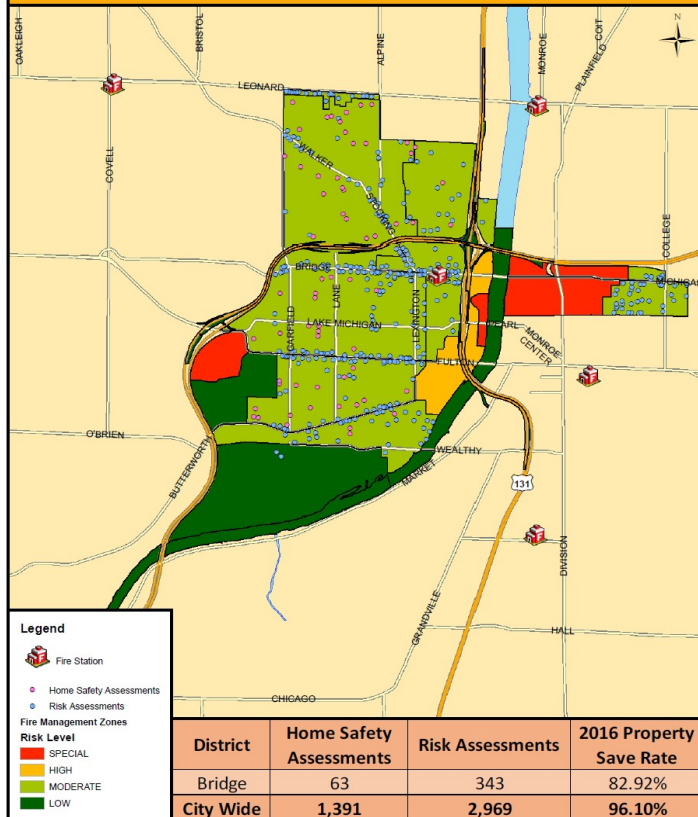 OAKLEIGH
BRISTOL
ALPINE
MONROE
COIT
PLAINFIELD
N
LEONARD
COVELL
WALKER
STOCKING
COLLEGE
BRIDGE
MICHIGAN
LANE
LEXINGTON
GARFIELD
LAKE MICHIGAN
PEARL
MONROE
CENTER
FULTON
O'BRIEN
BUTTERWORTH
WEALTHY
MARKET
131
DIVISION
GRANDVILLE
HALL
CHICAGO
Legend
Fire Station
Home Safety Assessments
Risk Assessments
Fire Management Zones
Risk Level
SPECIAL
HIGH
MODERATE
LOW
District Home Safety Assessments Risk Assessments 2016 Property Save Rate
Bridge 63 343 82.92%
City Wide 1,391 2,969 96.10%